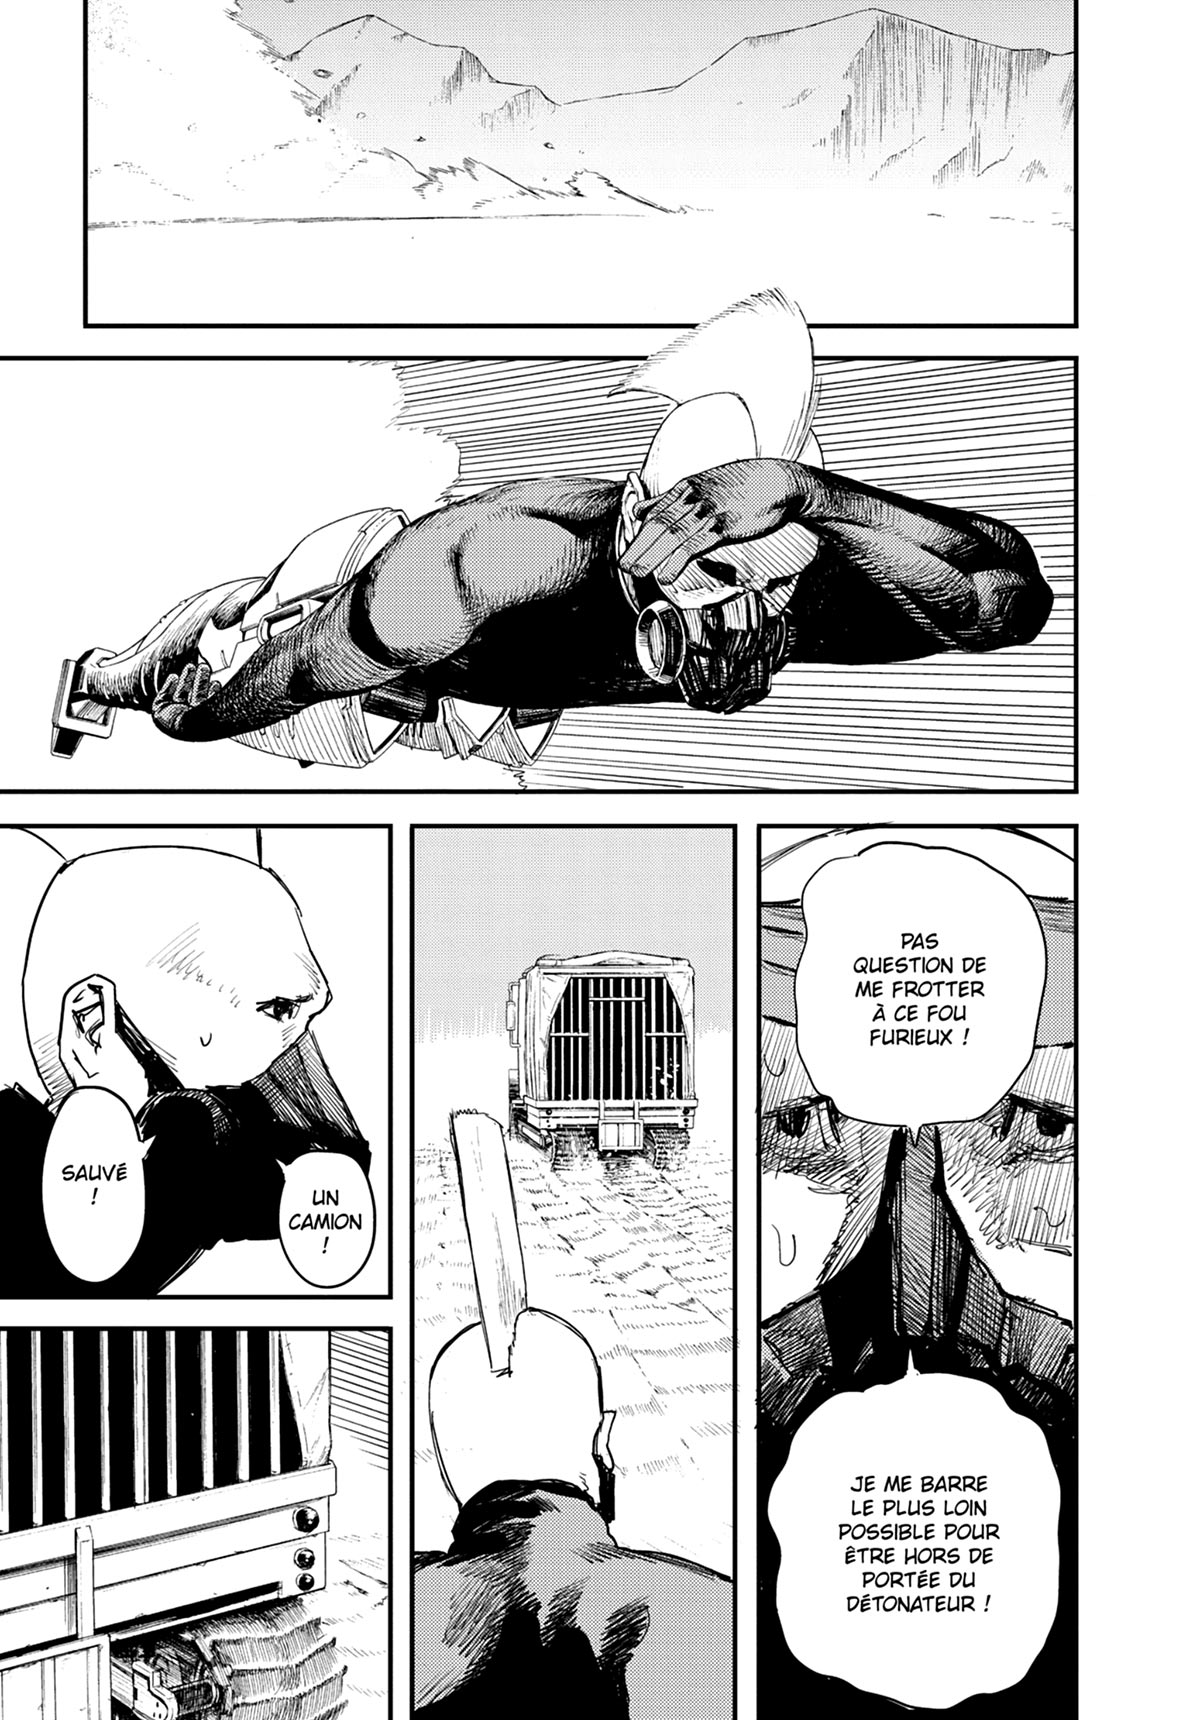 PAS
QUESTION DE
ME FROTTER
À CE FOU
FURIEUX !
JE ME BARRE
LE PLUS LOIN
POSSIBLE POUR
ÊTRE HORS DE
PORTÉE DU
DÉTONATEUR !
UN
CAMION
!
SAUVÉ
!